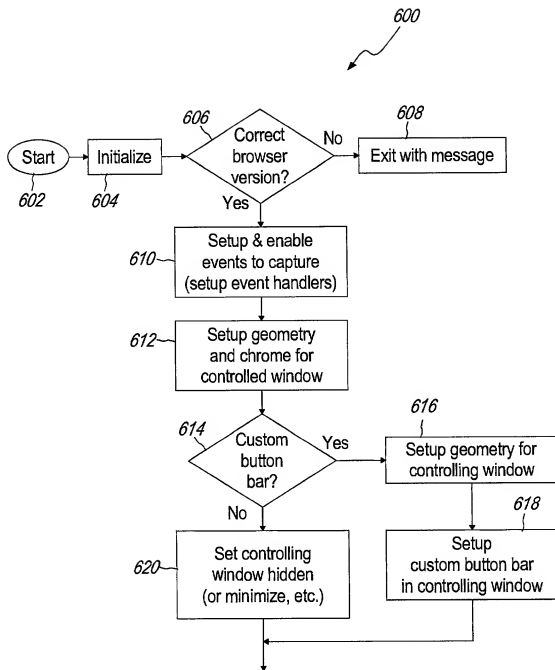 600
606
608
Correct
browser
version?
No
Start
Initialize
Exit with message
602
604
Yes
610
Setup & enable
events to capture
(setup event handlers)
612
Setup geometry
and chrome for
controlled window
614
Custom
button
bar?
Yes
616
Setup geometry for
controlling window
No
618
620
Set controlling
window hidden
(or minimize, etc.)
Setup
custom button bar
in controlling window